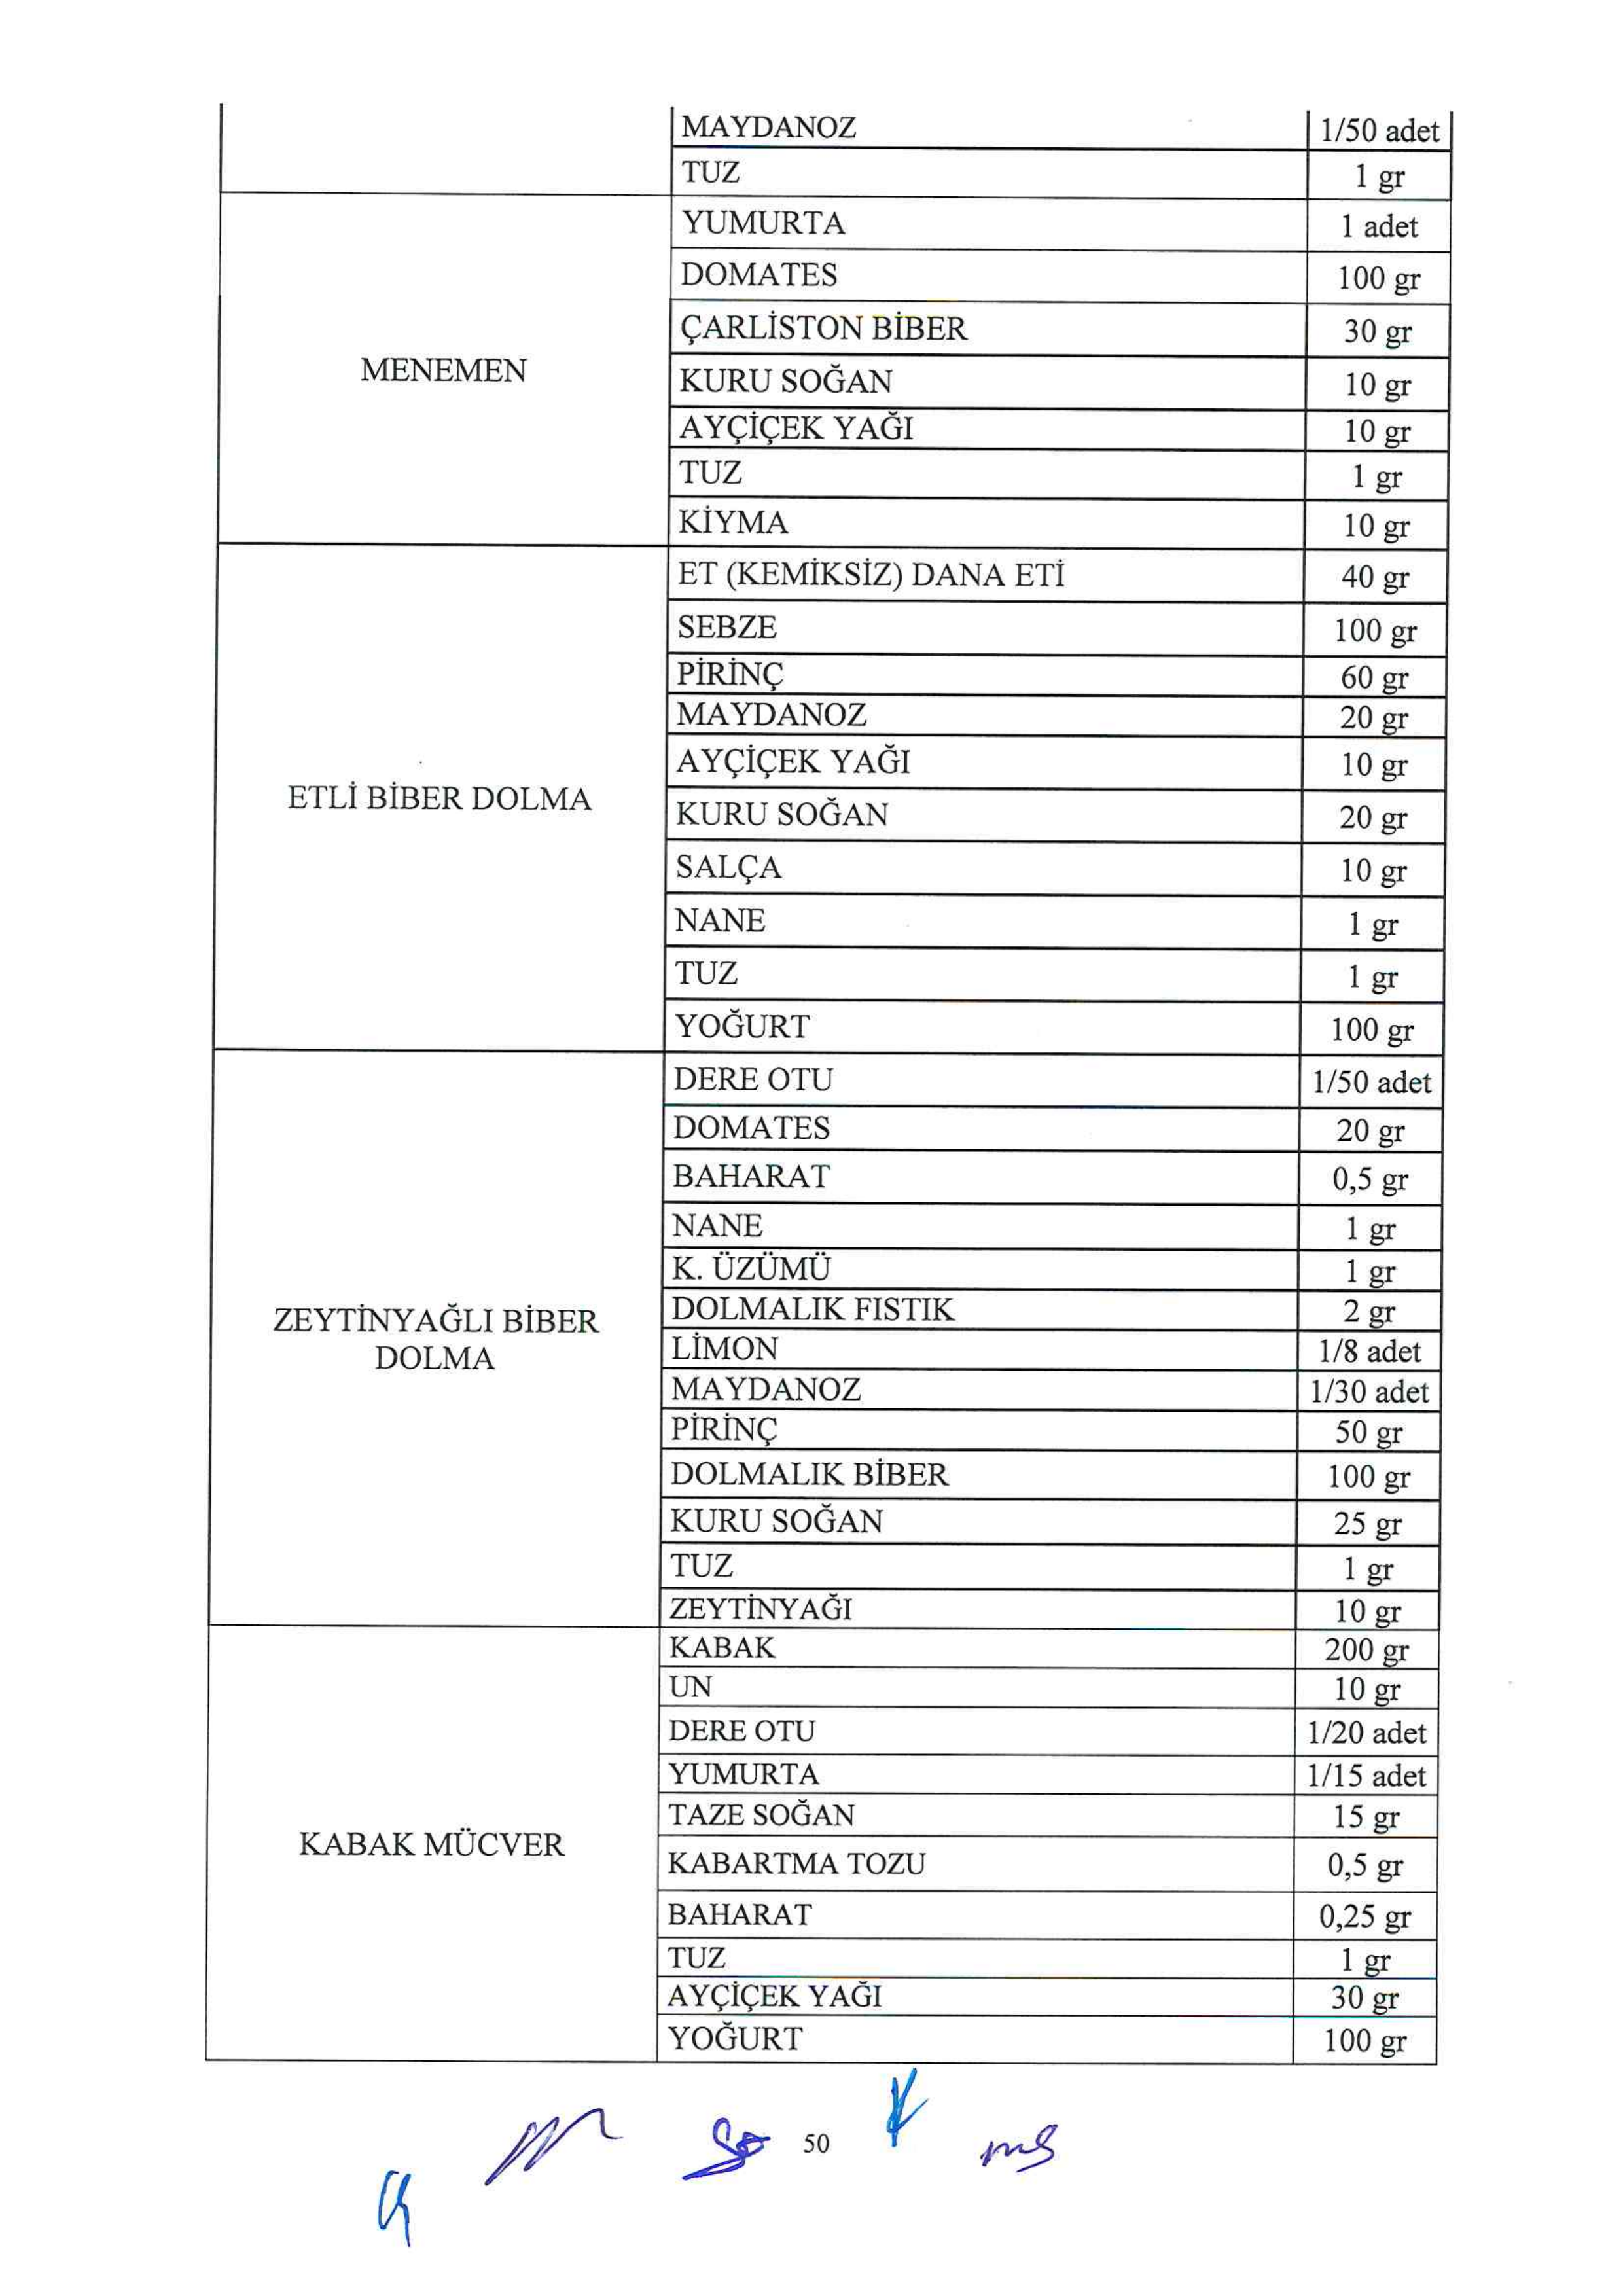 MAYDANOZ 1/50 adet
TUZ 1 gr
MENEMEN
YUMURTA 1 adet
DOMATES 100 gr
ÇARLİSTON BİBER 30 gr
KURU SOĞAN 10 gr
AYÇİÇEK YAĞI 10 gr
TUZ 1 gr
KİYMA 10 gr
ETLİ BİBER DOLMA
ET (KEMİKSİZ) DANA ETİ 40 gr
SEBZE 100 gr
PİRİNÇ 60 gr
MAYDANOZ 20 gr
AYÇİÇEK YAĞI 10 gr
KURU SOĞAN 20 gr
SALÇA 10 gr
NANE 1 gr
TUZ 1 gr
YOĞURT 100 gr
ZEYTİNYAĞLI BİBER
DOLMA
DERE OTU 1/50 adet
DOMATES 20 gr
BAHARAT 0,5 gr
NANE 1 gr
K. ÜZÜMÜ 1 gr
DOLMALIK FISTIK 2 gr
LİMON 1/8 adet
MAYDANOZ 1/30 adet
PİRİNÇ 50 gr
DOLMALIK BİBER 100 gr
KURU SOĞAN 25 gr
TUZ 1 gr
ZEYTİNYAĞI 10 gr
KABAK MÜCVER
KABAK 200 gr
UN 10 gr
DERE OTU 1/20 adet
YUMURTA 1/15 adet
TAZE SOĞAN 15 gr
KABARTMA TOZU 0,5 gr
BAHARAT 0,25 gr
TUZ 1 gr
AYÇİÇEK YAĞI 30 gr
YOĞURT 100 gr
50